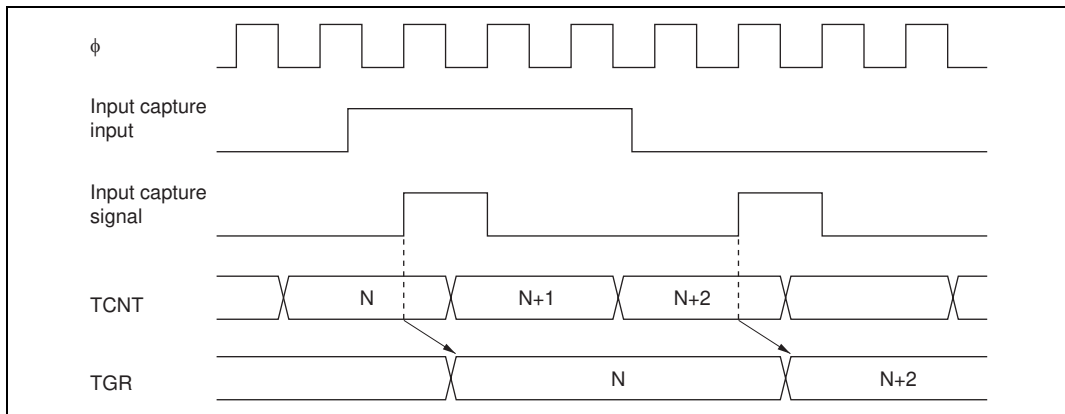 ϕ
Input capture
input
Input capture
signal
TCNT
N
N+1
N+2
TGR
N
N+2